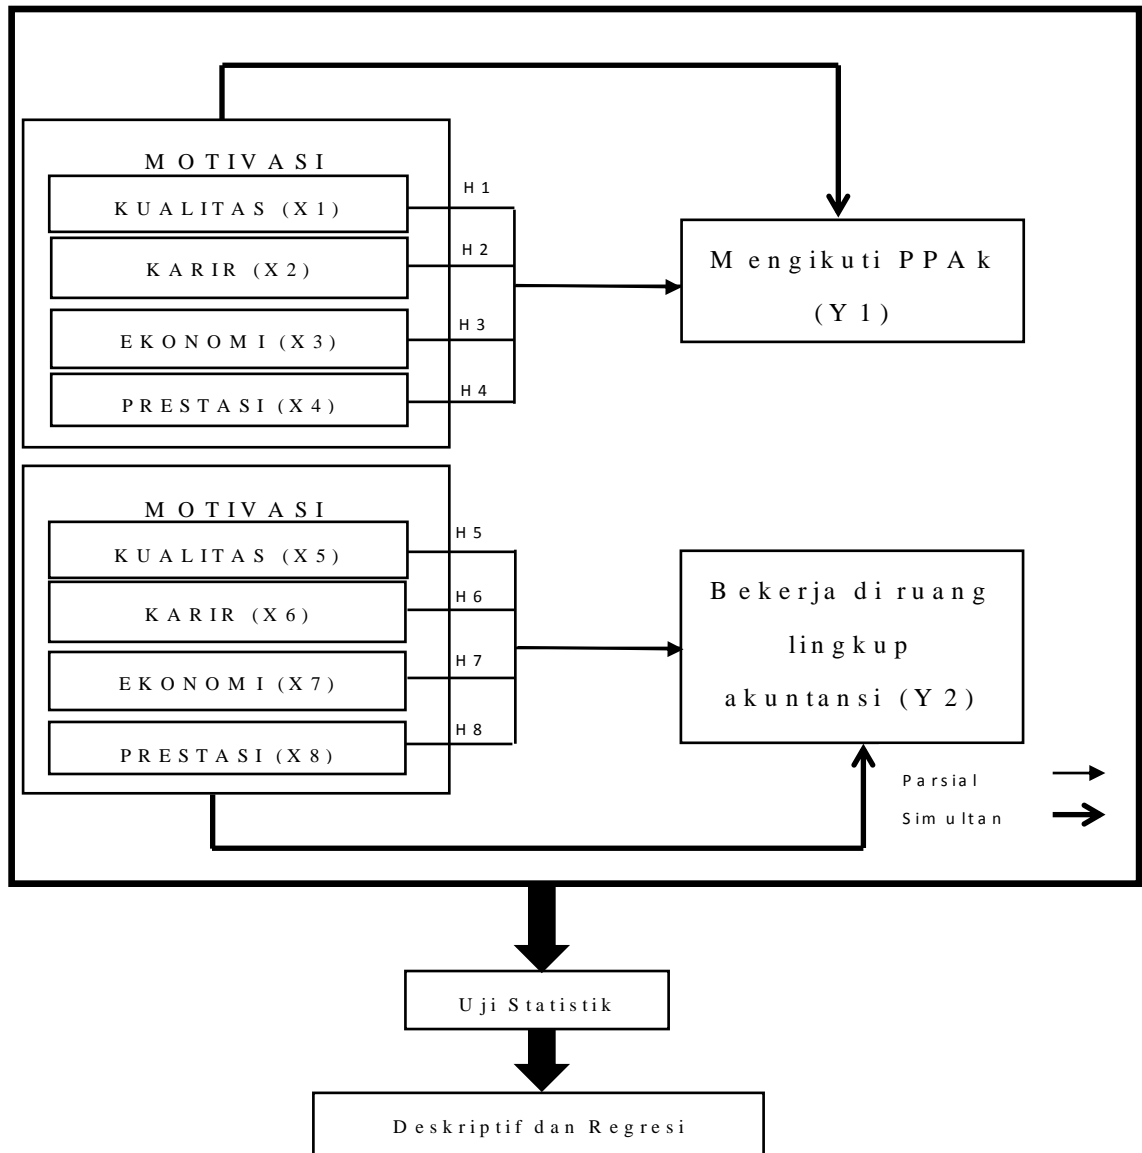 MOTIVASI
KUALITAS (X1)
H1
KARIR (X2)
H2
EKONOMI (X3)
H3
PRESTASI (X4)
H4
Mengikuti PPAk
(Y1)
MOTIVASI
KUALITAS (X5)
H5
KARIR (X6)
H6
EKONOMI (X7)
H7
PRESTASI (X8)
H8
Bekerja di ruang
lingkup
akuntansi (Y2)
Parsial
Simultan
Uji Statistik
Deskriptif dan Regresi